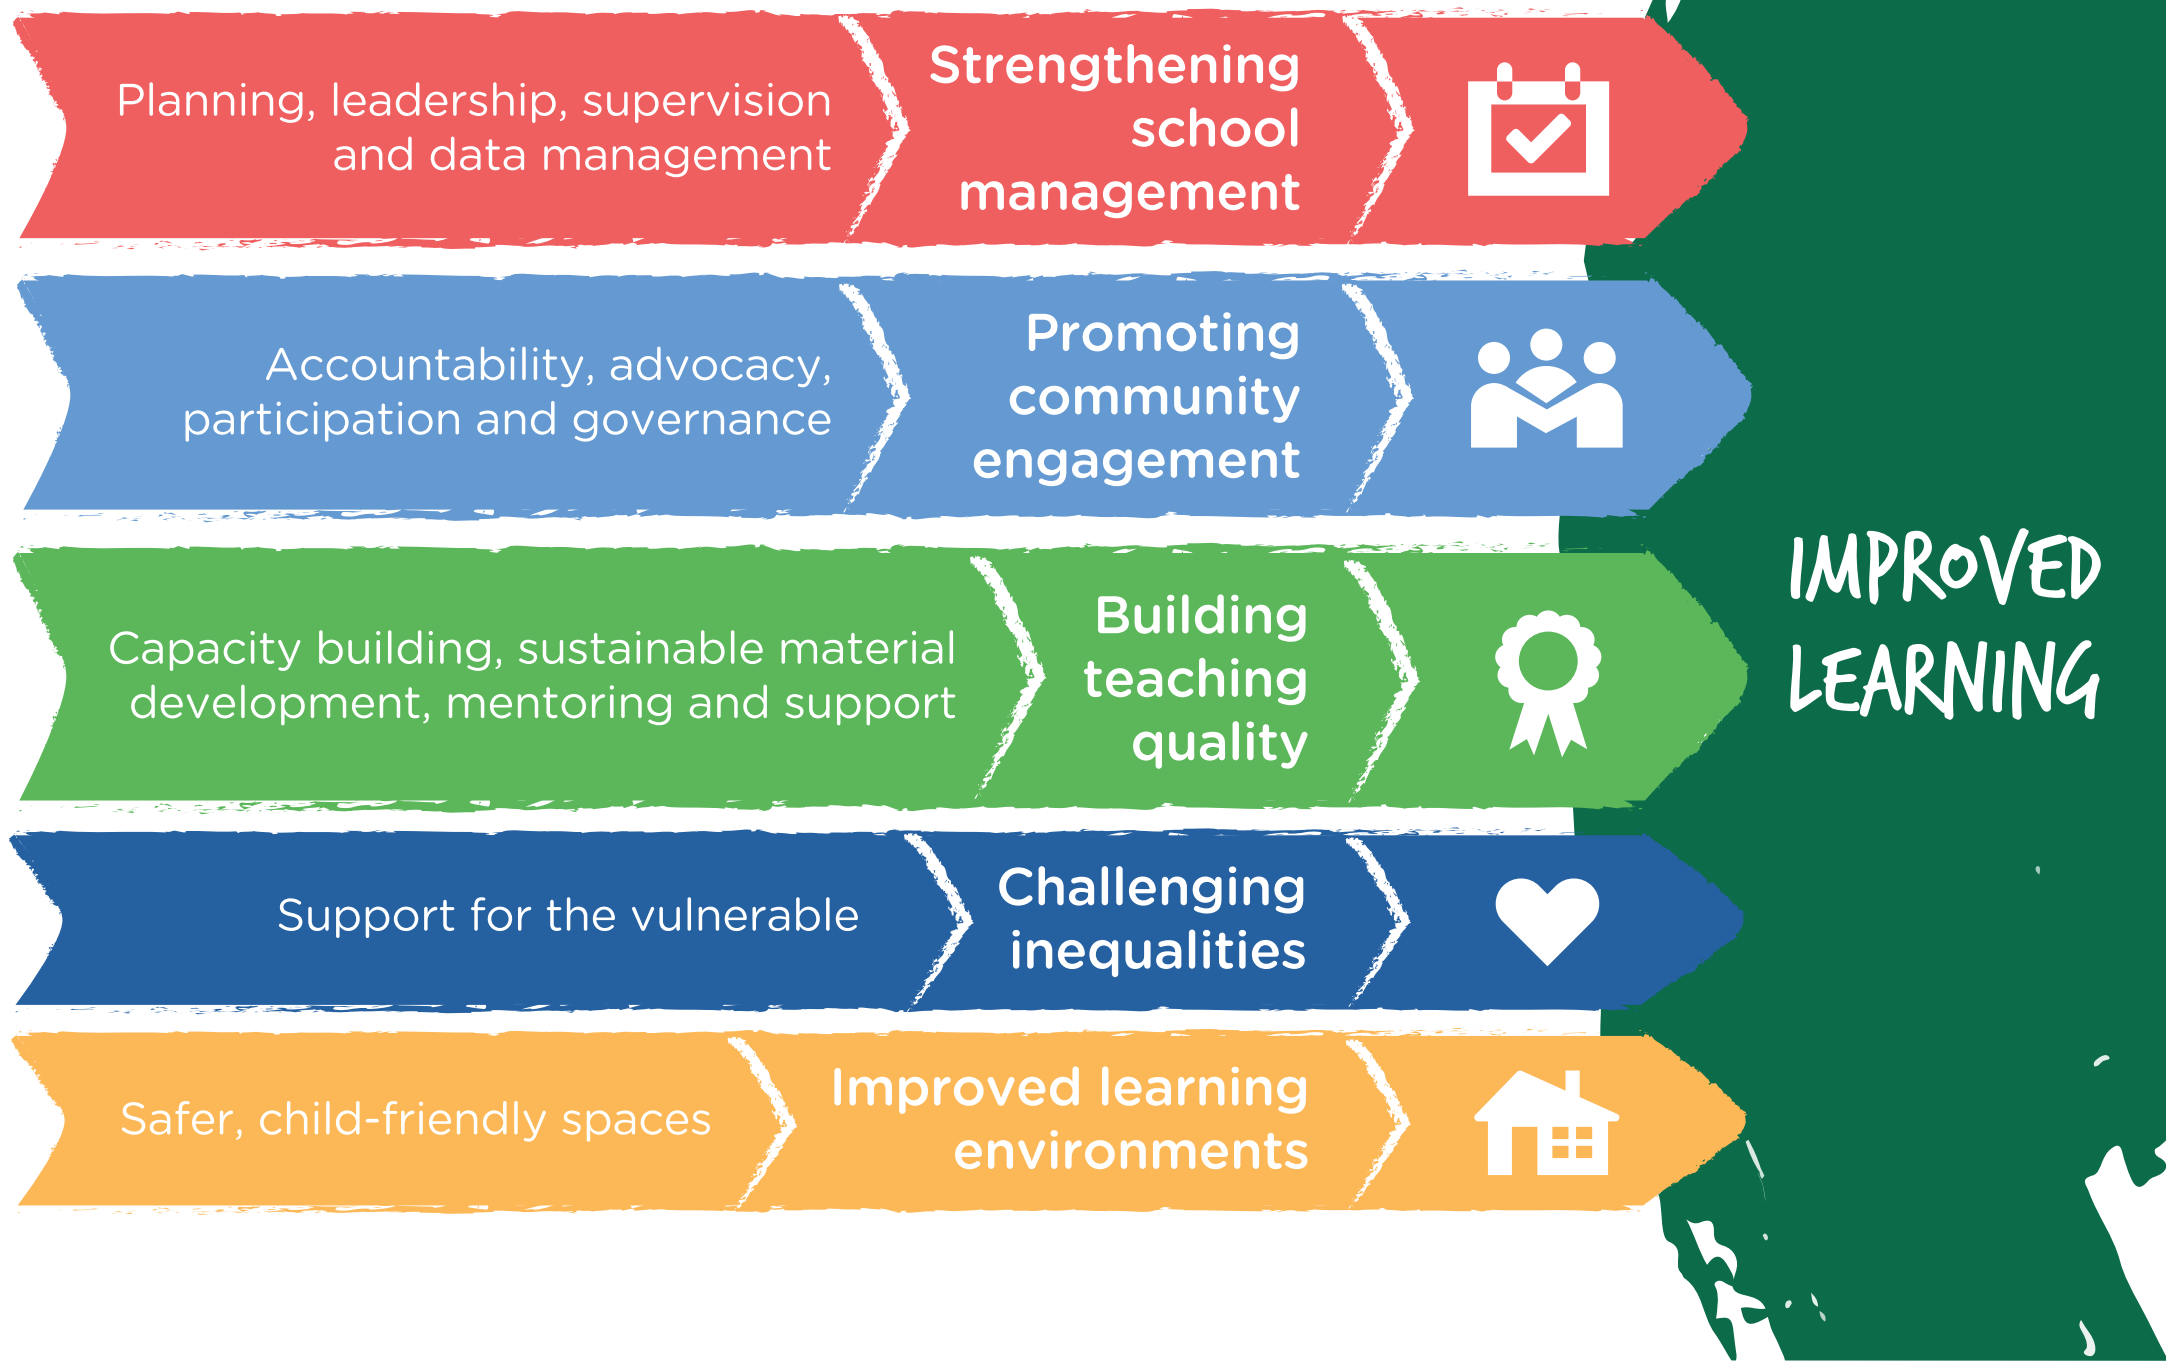 Planning, leadership, supervision
and data management
Strengthening
school
management
Accountability, advocacy,
participation and governance
Promoting
community
engagement
Capacity building, sustainable material
development, mentoring and support
Building
teaching
quality
Support for the vulnerable
Challenging
inequalities
Safer, child-friendly spaces
Improved learning
environments
IMPROVED
LEARNING